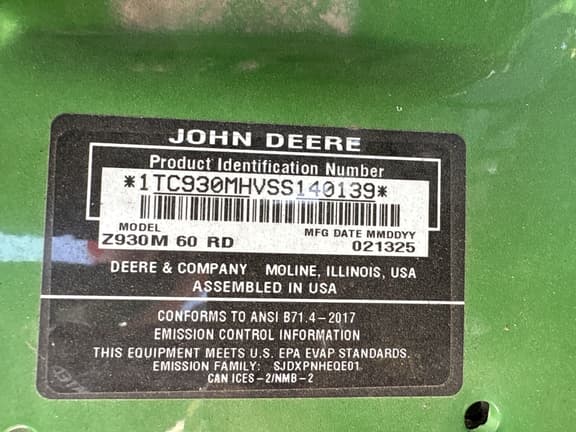 JOHN DEERE
Product Identification Number
*1TC930MHVSS140139*
MODEL MFG DATE MMDDYY
Z930M 60 RD 021325
DEERE & COMPANY MOLINE, ILLINOIS, USA
ASSEMBLED IN USA
CONFORMS TO ANSI B71.4-2017
EMISSION CONTROL INFORMATION
THIS EQUIPMENT MEETS U.S. EPA EVAP STANDARDS.
EMISSION FAMILY: SJDXPNHEQE01
CAN ICES-2/NMB-2